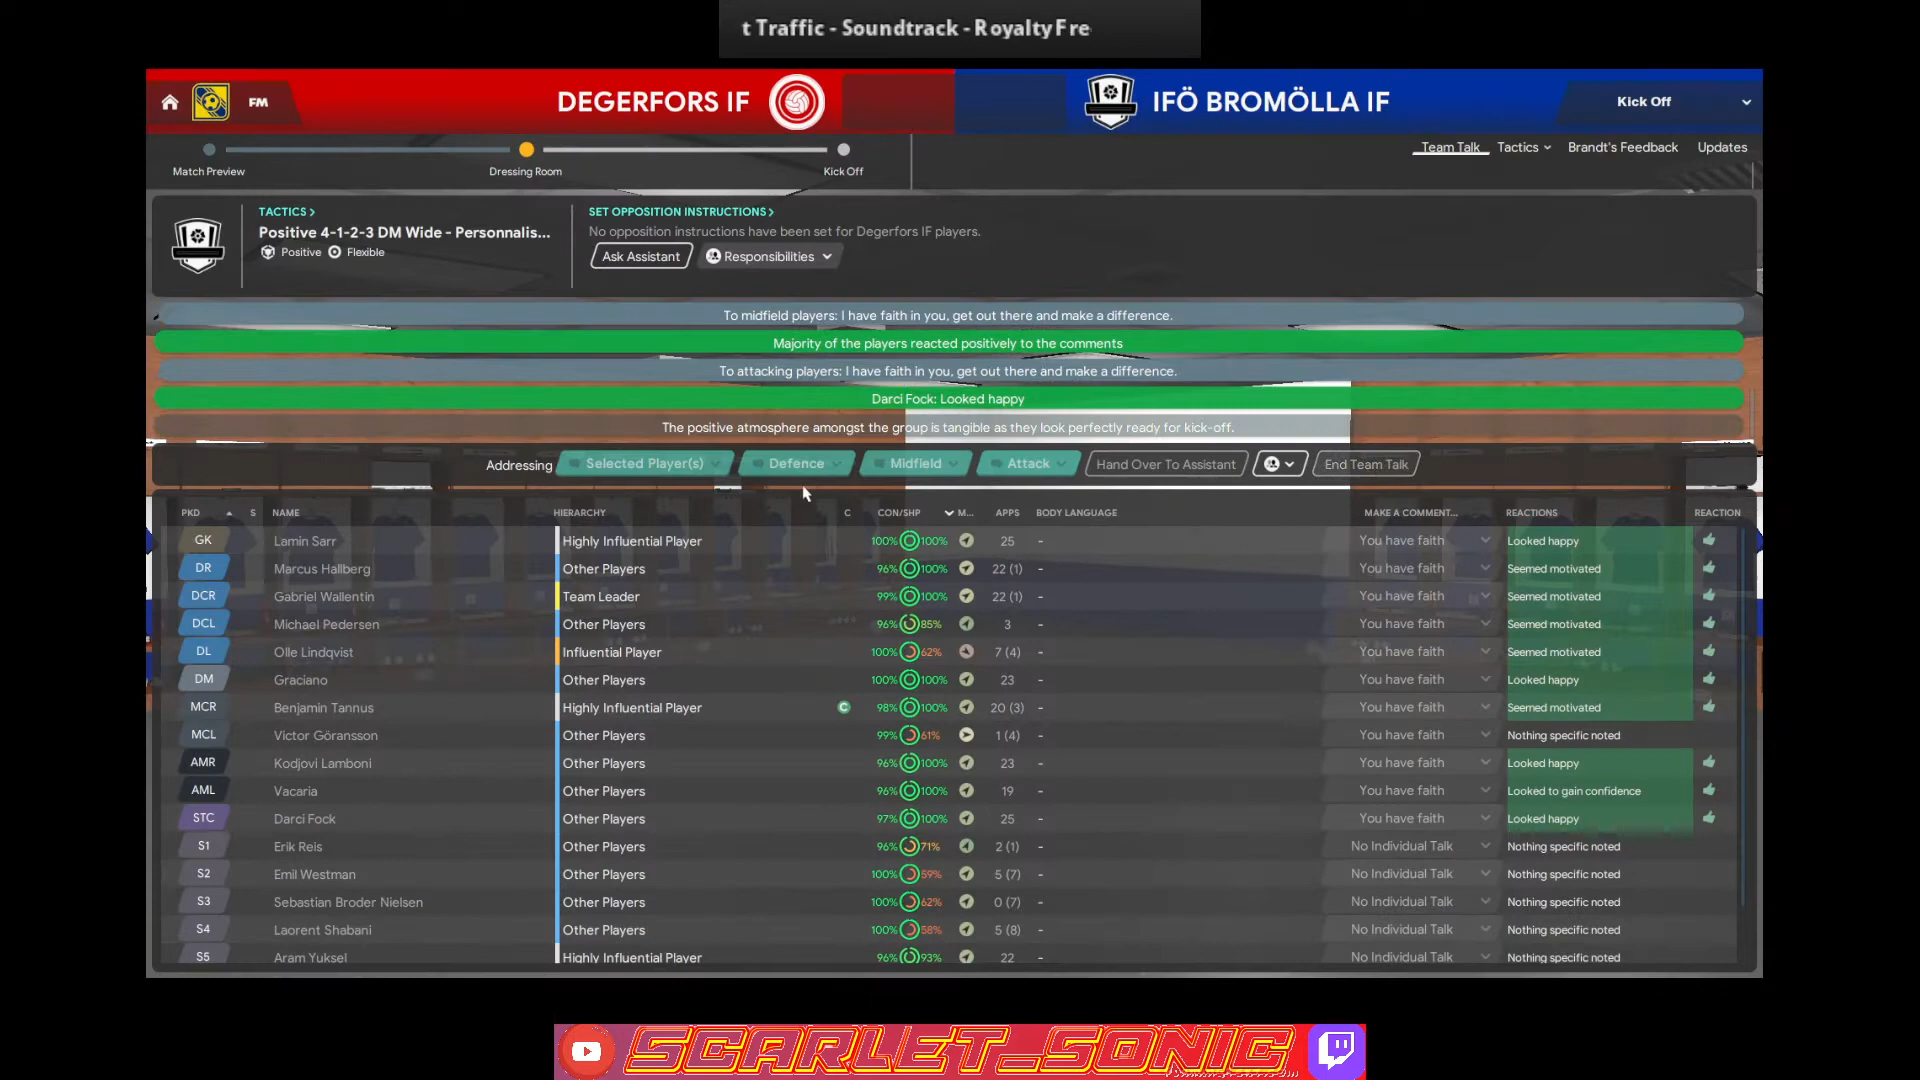 t Traffic - Soundtrack - Royalty Fre
FM
DEGERFORS IF
IFÖ BROMÖLLA IF
Kick Off
Match Preview
Dressing Room
Kick Off
Team Talk
Tactics
Brandt's Feedback
Updates
TACTICS >
Positive 4-1-2-3 DM Wide - Personnalis...
Positive
Flexible
SET OPPOSITION INSTRUCTIONS >
No opposition instructions have been set for Degerfors IF players.
Ask Assistant
Responsibilities
To midfield players: I have faith in you, get out there and make a difference.
Majority of the players reacted positively to the comments
To attacking players: I have faith in you, get out there and make a difference.
Darci Fock: Looked happy
The positive atmosphere amongst the group is tangible as they look perfectly ready for kick-off.
Addressing
Selected Player(s)
Defence
Midfield
Attack
Hand Over To Assistant
End Team Talk
PKD S NAME HIERARCHY C CON/SHP M... APPS BODY LANGUAGE MAKE A COMMENT... REACTIONS REACTION
GK Lamin Sarr Highly Influential Player 100% 100% 25 - You have faith Looked happy
DR Marcus Hallberg Other Players 96% 100% 22 (1) - You have faith Seemed motivated
DCR Gabriel Wallentin Team Leader 99% 100% 22 (1) - You have faith Seemed motivated
DCL Michael Pedersen Other Players 96% 85% 3 - You have faith Seemed motivated
DL Olle Lindqvist Influential Player 100% 62% 7 (4) - You have faith Seemed motivated
DM Graciano Other Players 100% 100% 23 - You have faith Looked happy
MCR Benjamin Tannus Highly Influential Player C 98% 100% 20 (3) - You have faith Seemed motivated
MCL Victor Göransson Other Players 99% 61% 1 (4) - You have faith Nothing specific noted
AMR Kodjovi Lamboni Other Players 96% 100% 23 - You have faith Looked happy
AML Vacaria Other Players 96% 100% 19 - You have faith Looked to gain confidence
STC Darci Fock Other Players 97% 100% 25 - You have faith Looked happy
S1 Erik Reis Other Players 96% 71% 2 (1) - No Individual Talk Nothing specific noted
S2 Emil Westman Other Players 100% 59% 5 (7) - No Individual Talk Nothing specific noted
S3 Sebastian Broder Nielsen Other Players 100% 62% 0 (7) - No Individual Talk Nothing specific noted
S4 Laorent Shabani Other Players 100% 58% 5 (8) - No Individual Talk Nothing specific noted
S5 Aram Yuksel Highly Influential Player 96% 93% 22 - No Individual Talk Nothing specific noted
SCARLET_SONIC